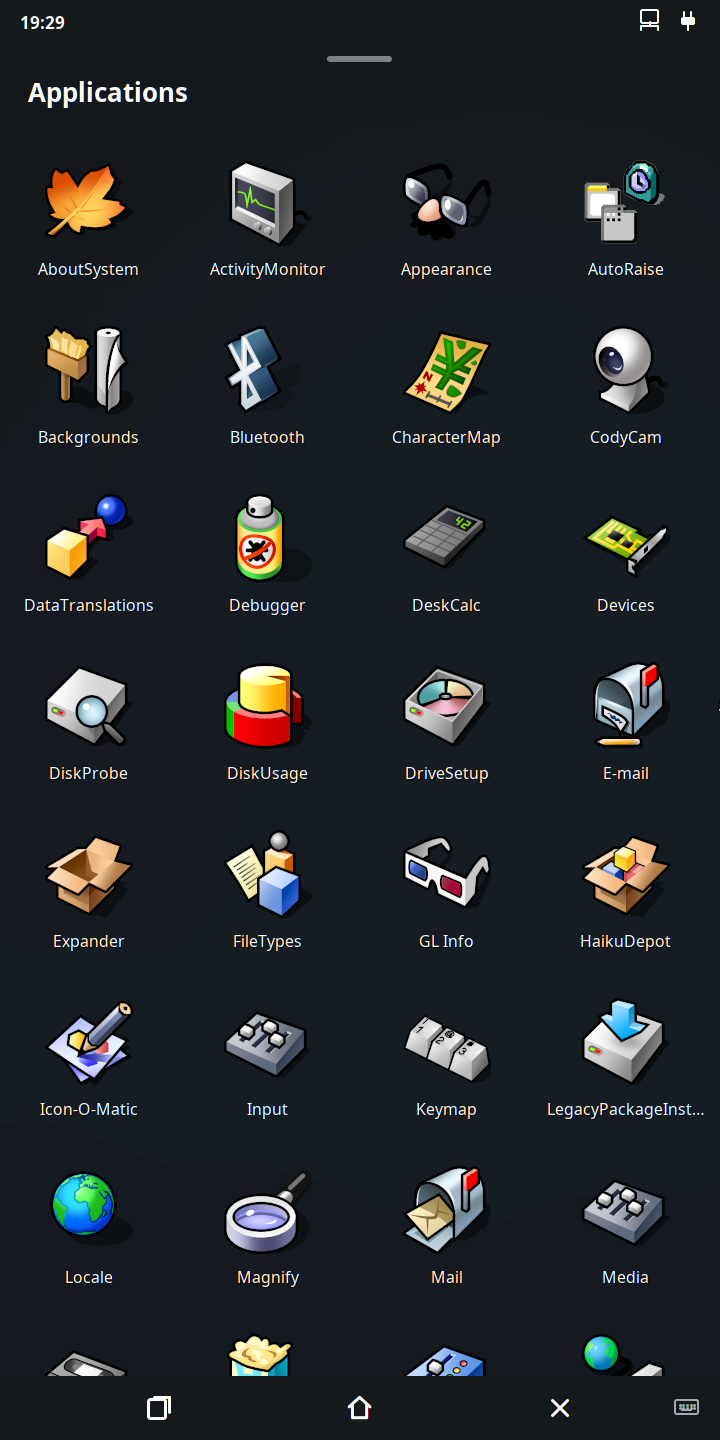 19:29
Applications
AboutSystem
ActivityMonitor
Appearance
AutoRaise
Backgrounds
Bluetooth
CharacterMap
CodyCam
42
DataTranslations
Debugger
DeskCalc
Devices
DiskProbe
DiskUsage
DriveSetup
E-mail
Expander
FileTypes
GL Info
HaikuDepot
Icon-O-Matic
Input
Keymap
LegacyPackageInst...
Locale
Magnify
Mail
Media